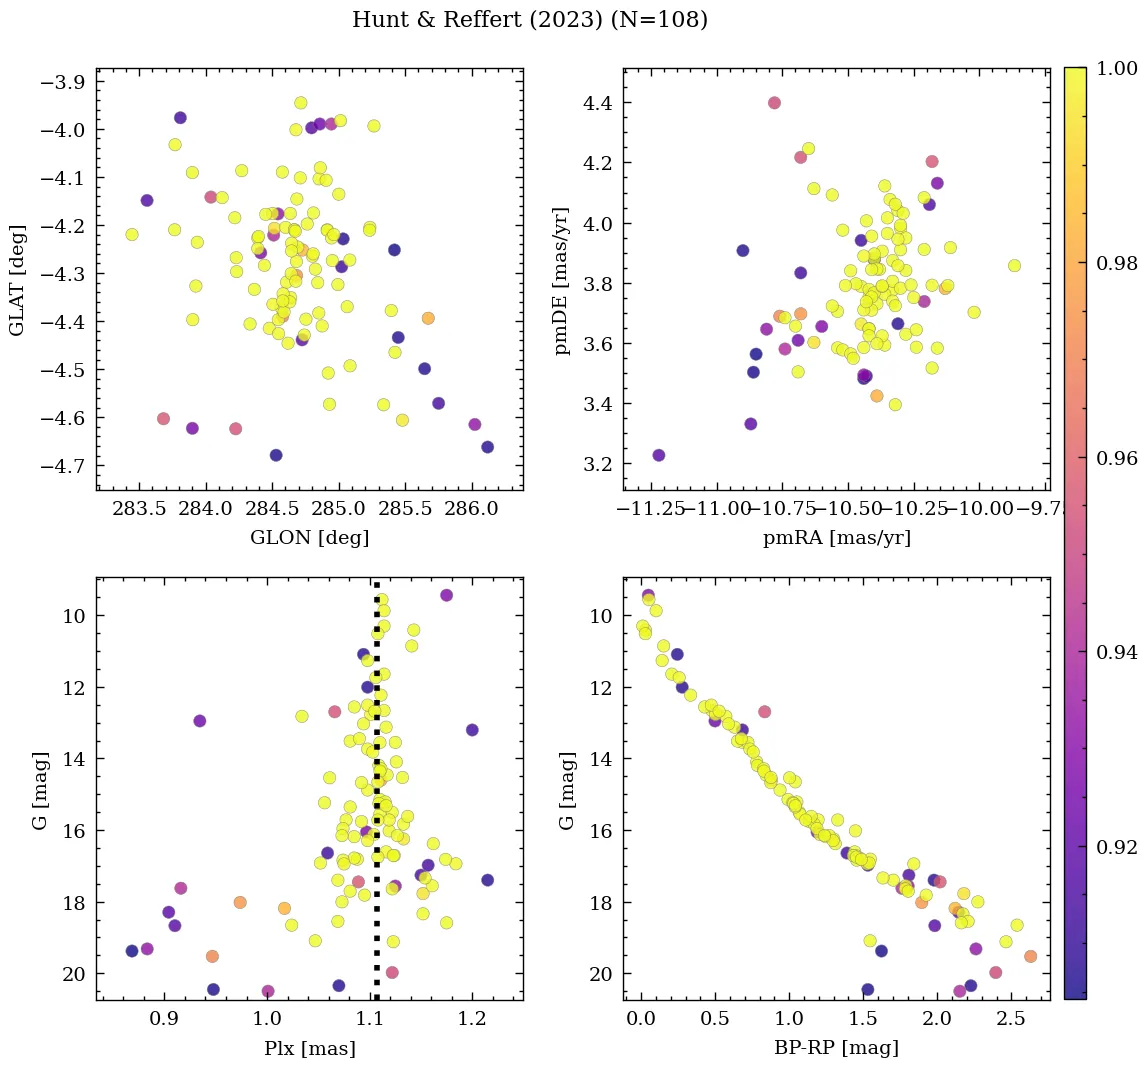 Hunt & Reffert (2023) (N=108)
−3.9
−4.0
−4.1
−4.2
−4.3
−4.4
−4.5
−4.6
−4.7
GLAT [deg]
283.5 284.0 284.5 285.0 285.5 286.0
GLON [deg]
4.4
4.2
4.0
3.8
3.6
3.4
3.2
pmDE [mas/yr]
−11.25 −11.00 −10.75 −10.50 −10.25 −10.00 −9.75
pmRA [mas/yr]
1.00
0.98
0.96
0.94
0.92
10
12
14
16
18
20
G [mag]
0.9 1.0 1.1 1.2
Plx [mas]
10
12
14
16
18
20
G [mag]
0.0 0.5 1.0 1.5 2.0 2.5
BP-RP [mag]